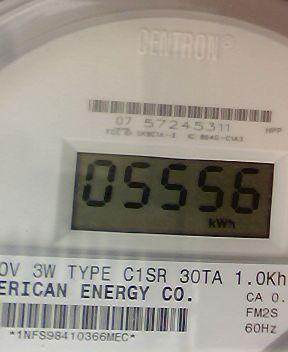 CENTRON®
07 57245311
HPP
05556
kWh
0V 3W TYPE C1SR 30TA 1.0Kh
ERICAN ENERGY CO.
CA 0.
FM2S
60Hz
*1NFS98410366MEC*